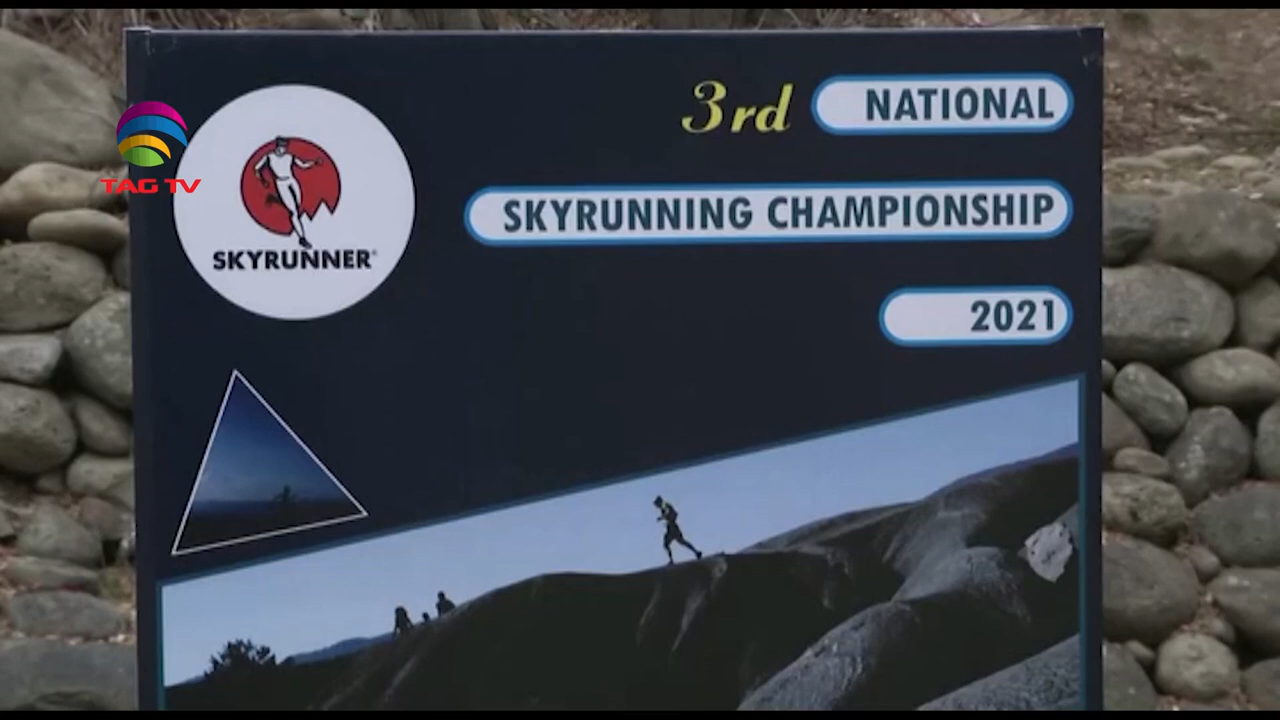 3rd NATIONAL
SKYRUNNING CHAMPIONSHIP
2021
SKYRUNNER®
TAG TV